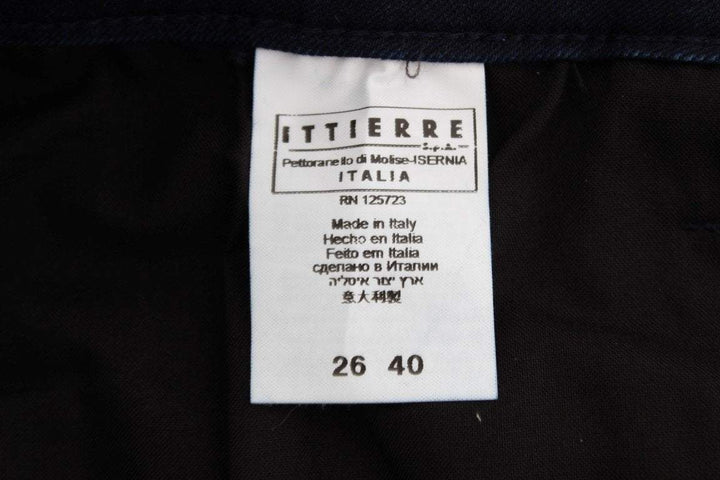 ITTIERRE
S.p.A.
Pettoranello di Molise-ISERNIA
ITALIA
RN 125723
Made in Italy
Hecho en Italia
Feito em Italia
сделано в Италии
ארץ יצור איטליה
意大利製
26 40